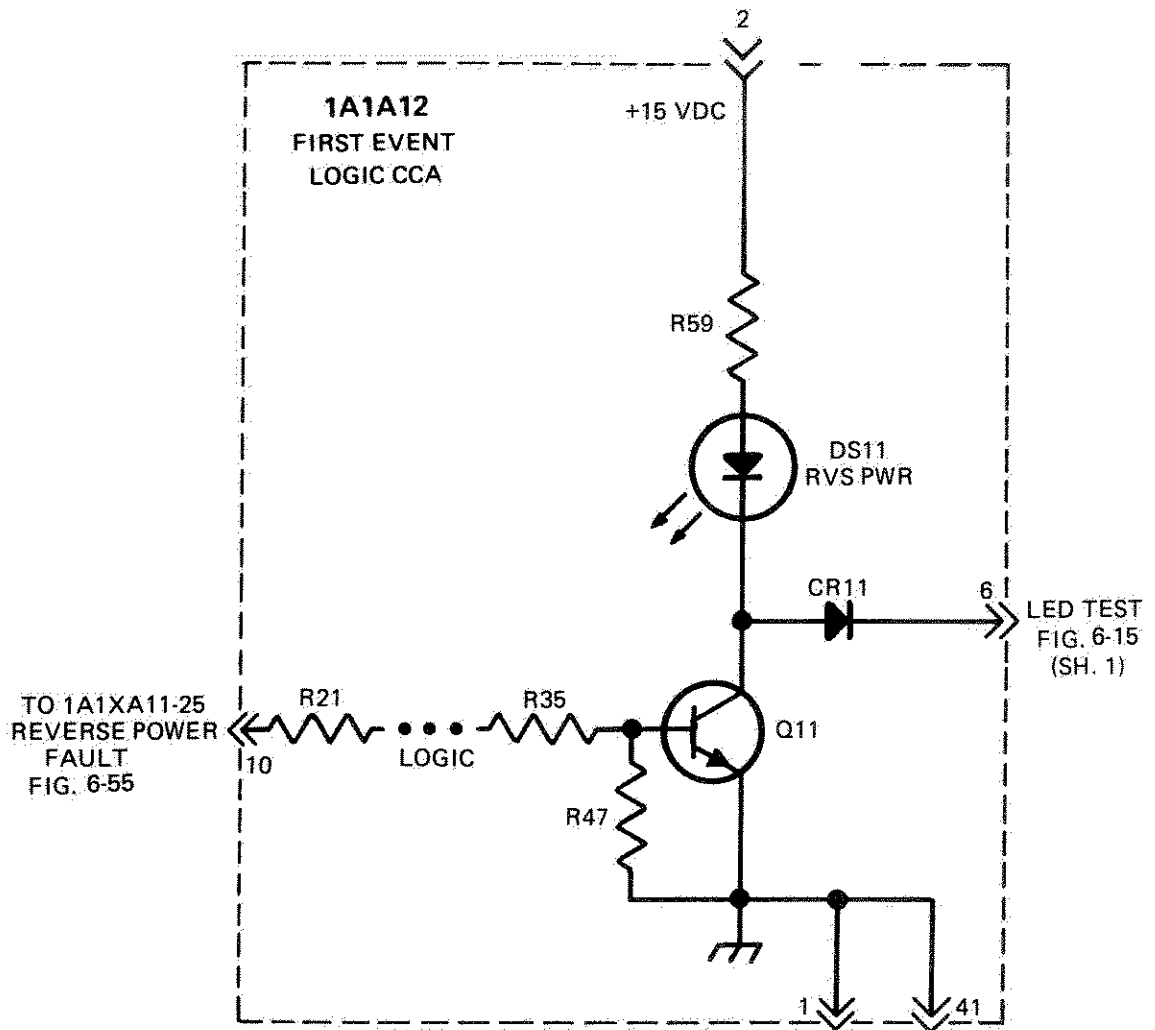 2
1A1A12
FIRST EVENT
LOGIC CCA
+15 VDC
R59
DS11
RVS PWR
CR11
6
LED TEST
FIG. 6-15
(SH. 1)
TO 1A1XA11-25
REVERSE POWER
FAULT
FIG. 6-55
10
R21
LOGIC
R35
Q11
R47
1
41